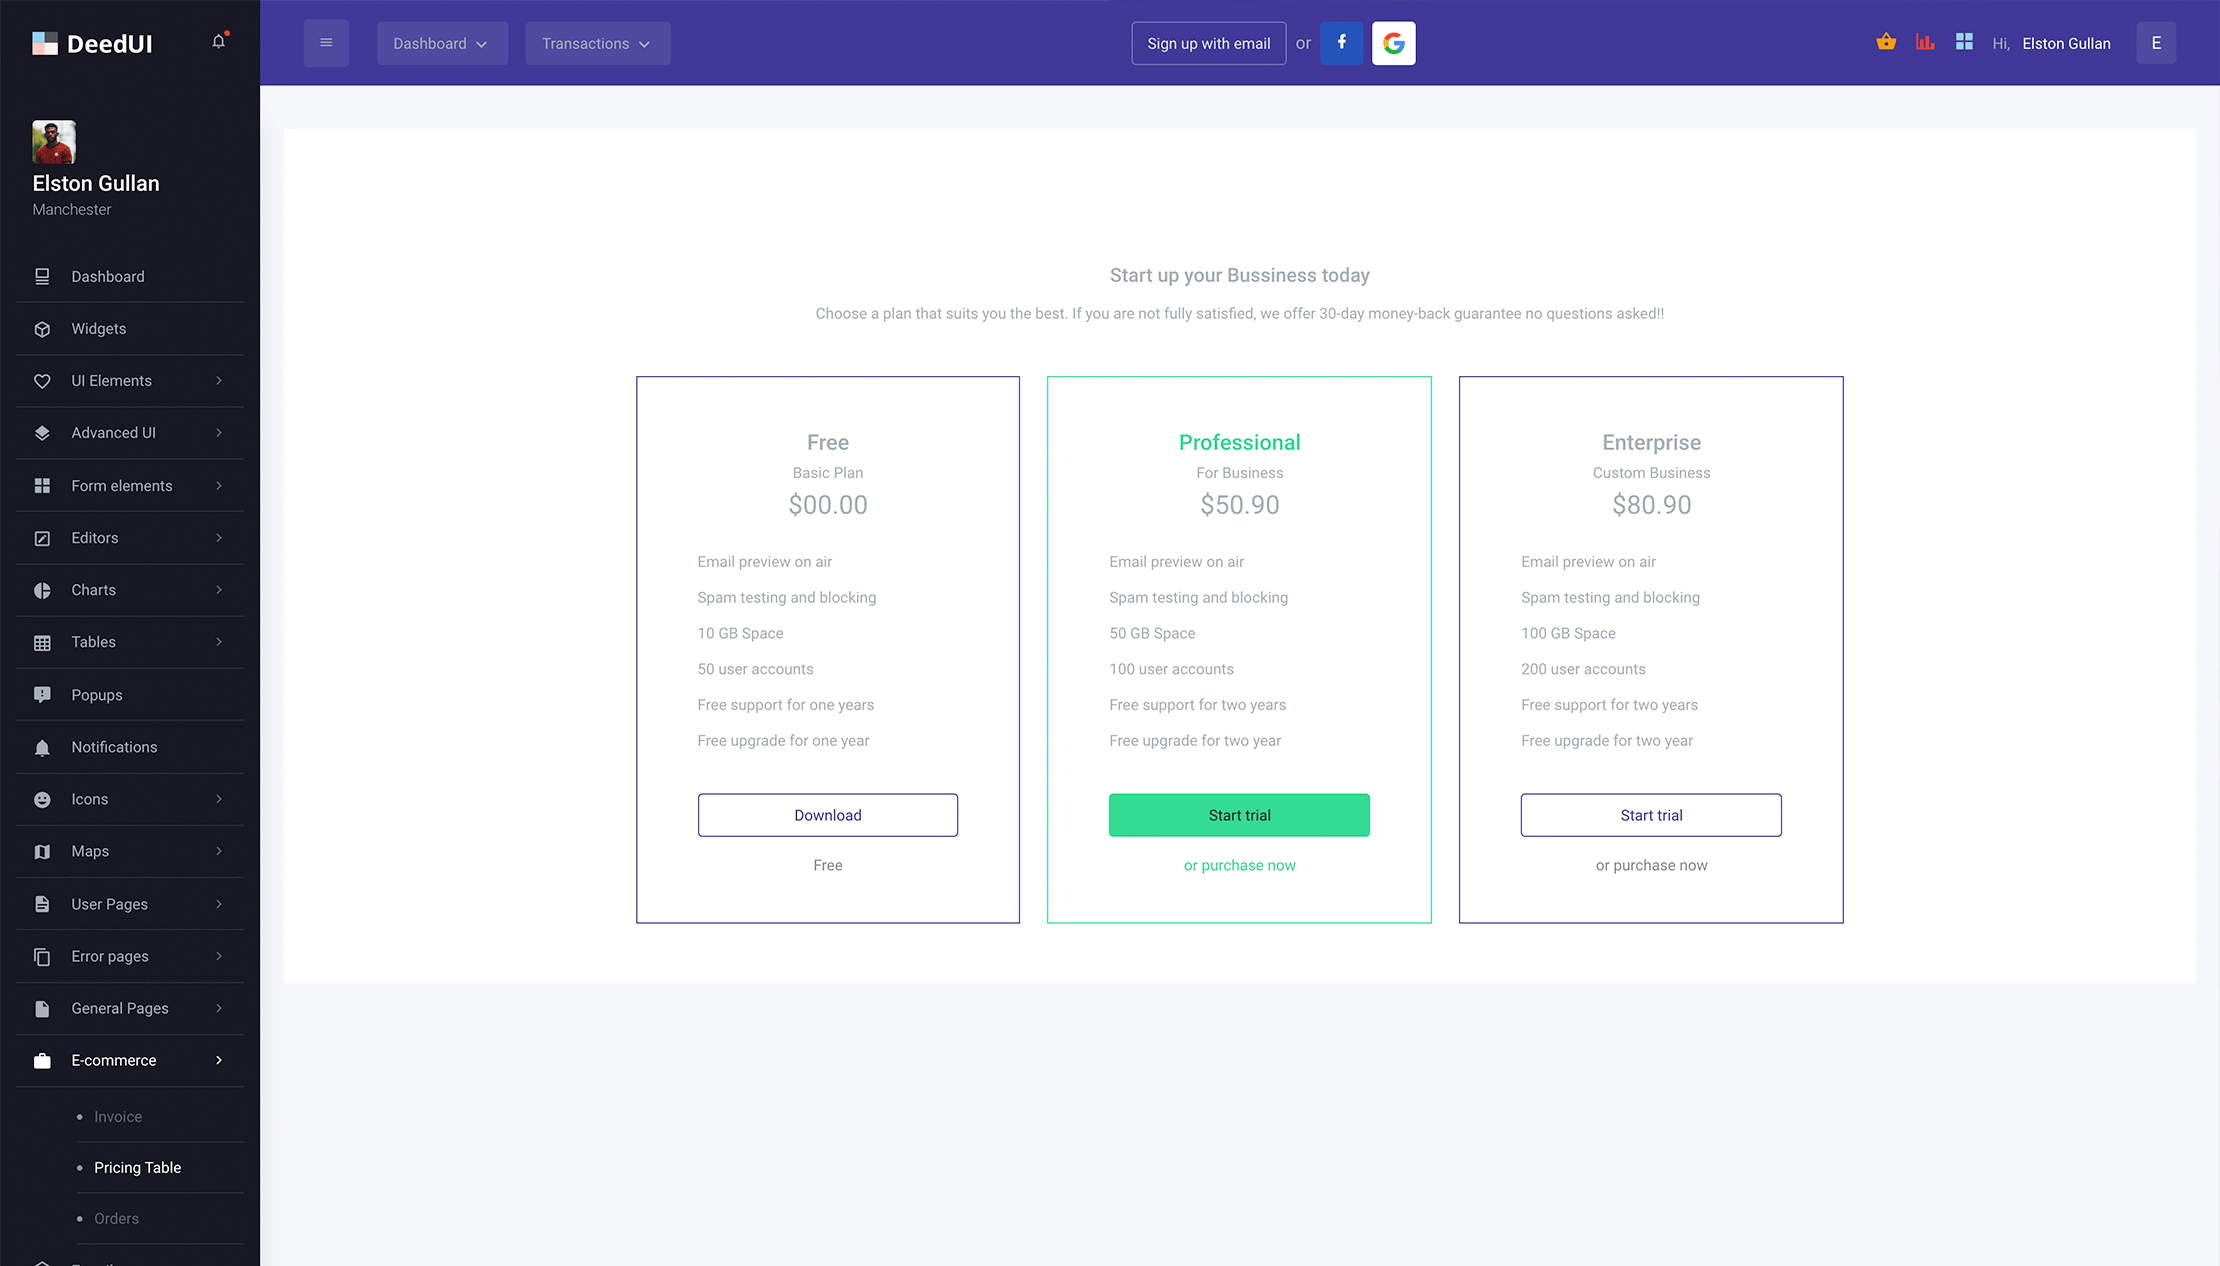 DeedUI
Dashboard
Transactions
Sign up with email
or
f
G
Hi, Elston Gullan
E
Elston Gullan
Manchester
Dashboard
Widgets
UI Elements
Advanced UI
Form elements
Editors
Charts
Tables
Popups
Notifications
Icons
Maps
User Pages
Error pages
General Pages
E-commerce
Invoice
Pricing Table
Orders
Start up your Bussiness today
Choose a plan that suits you the best. If you are not fully satisfied, we offer 30-day money-back guarantee no questions asked!!
Free
Basic Plan
$00.00
Email preview on air
Spam testing and blocking
10 GB Space
50 user accounts
Free support for one years
Free upgrade for one year
Download
Free
Professional
For Business
$50.90
Email preview on air
Spam testing and blocking
50 GB Space
100 user accounts
Free support for two years
Free upgrade for two year
Start trial
or purchase now
Enterprise
Custom Business
$80.90
Email preview on air
Spam testing and blocking
100 GB Space
200 user accounts
Free support for two years
Free upgrade for two year
Start trial
or purchase now